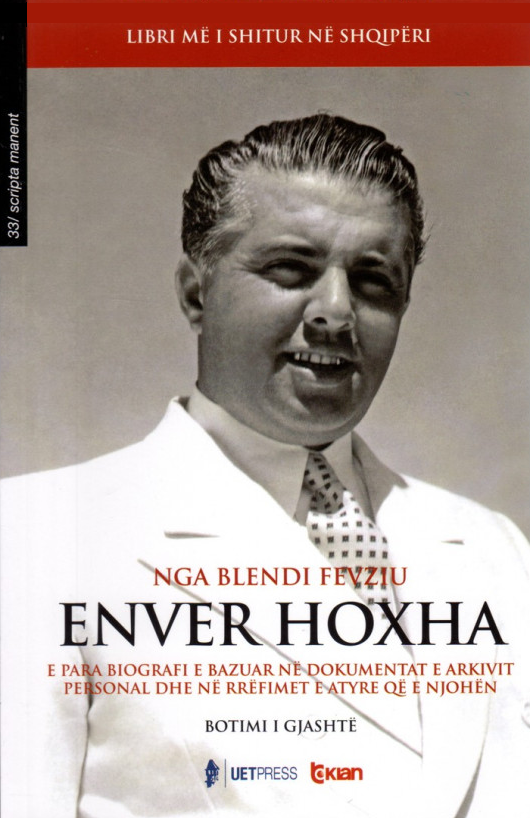 LIBRI MË I SHITUR NË SHQIPËRI
33/ scripta manent
NGA BLENDI FEVZIU
ENVER HOXHA
E PARA BIOGRAFI E BAZUAR NË DOKUMENTAT E ARKIVIT
PERSONAL DHE NË RRËFIMET E ATYRE QË E NJOHËN
BOTIMI I GJASHTË
UETPRESS
klan